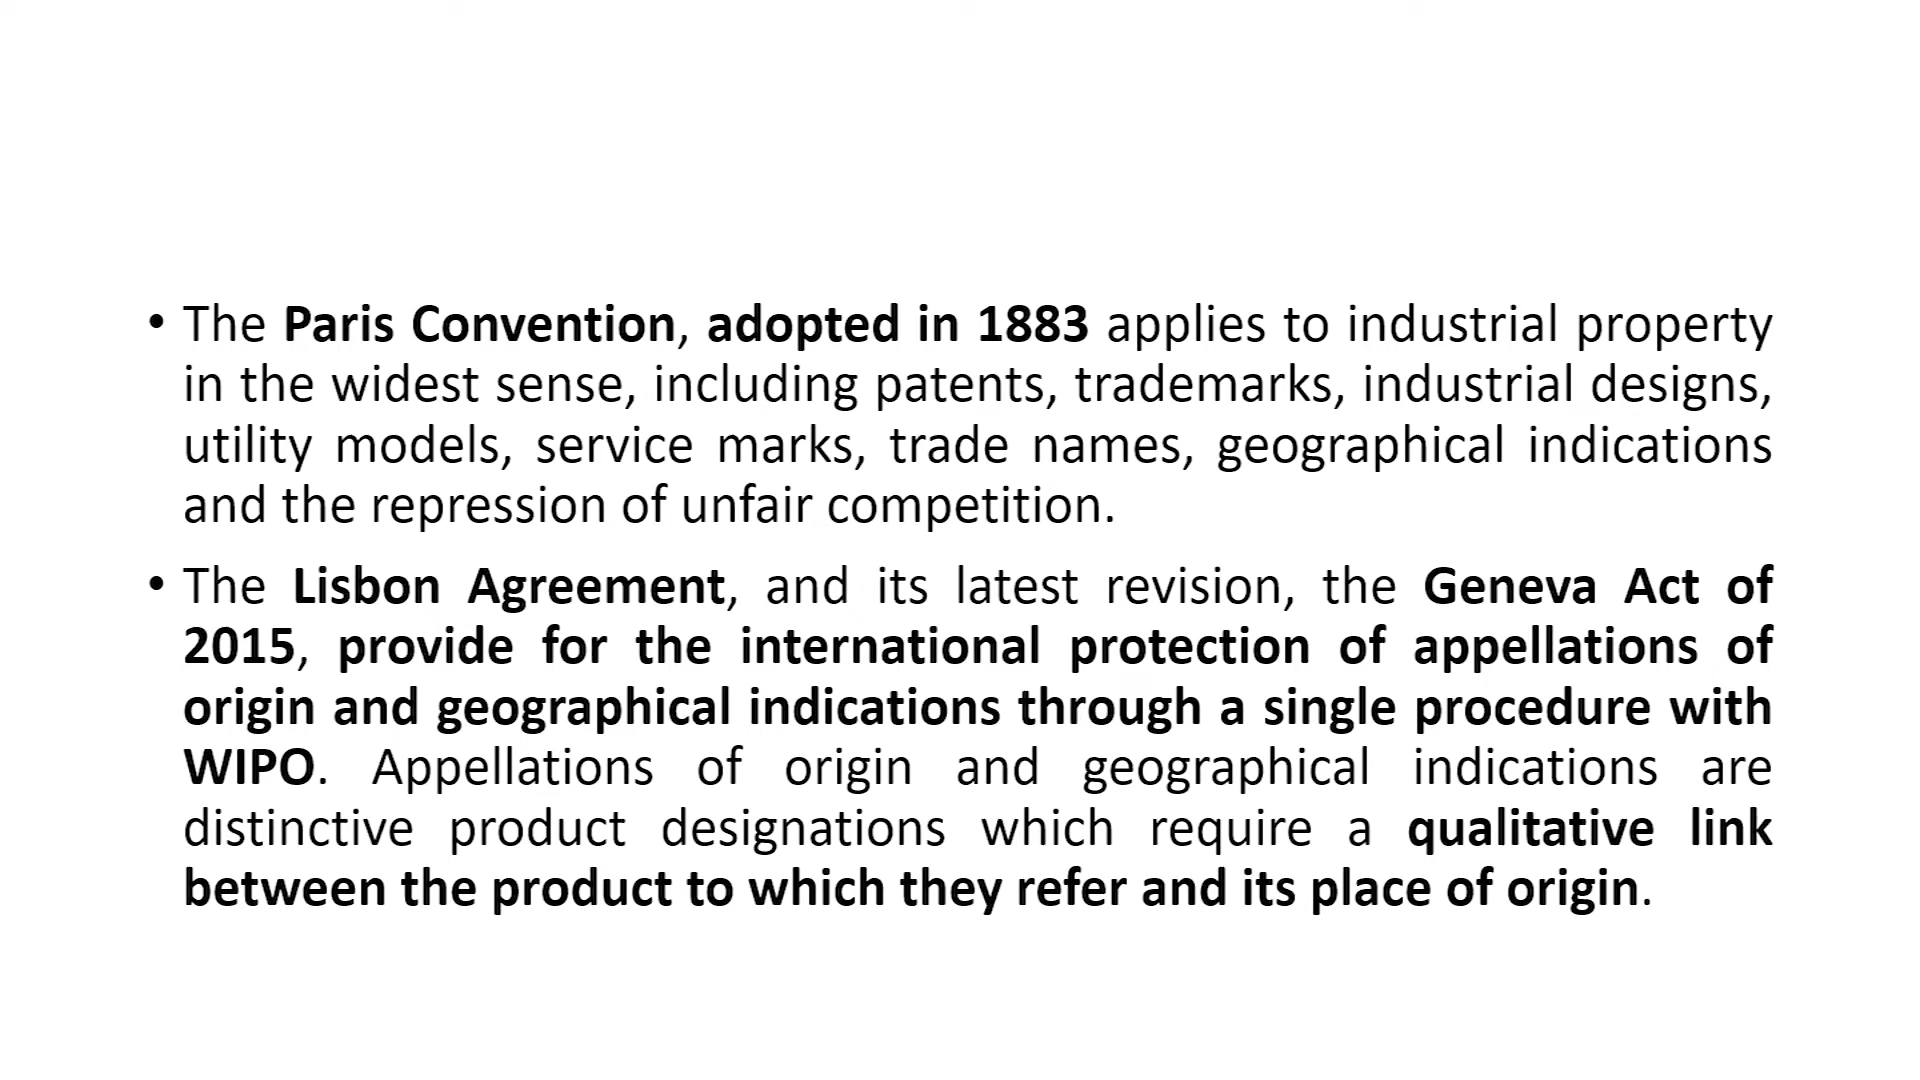 • The Paris Convention, adopted in 1883 applies to industrial property
in the widest sense, including patents, trademarks, industrial designs,
utility models, service marks, trade names, geographical indications
and the repression of unfair competition.
• The Lisbon Agreement, and its latest revision, the Geneva Act of
2015, provide for the international protection of appellations of
origin and geographical indications through a single procedure with
WIPO. Appellations of origin and geographical indications are
distinctive product designations which require a qualitative link
between the product to which they refer and its place of origin.